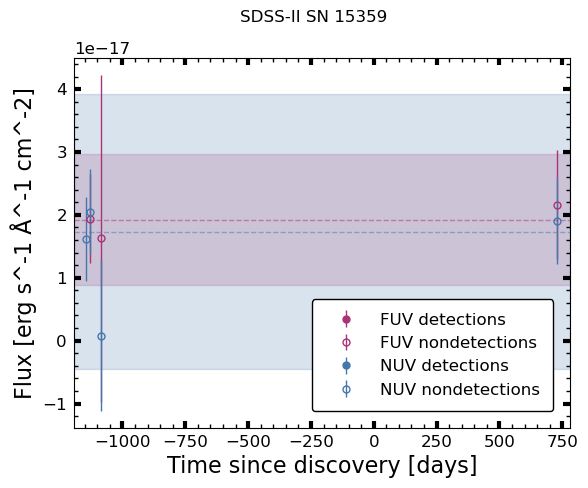 SDSS-II SN 15359
1e−17
Flux [erg s^-1 Å^-1 cm^-2]
4
3
2
1
0
−1
FUV detections
FUV nondetections
NUV detections
NUV nondetections
−1000 −750 −500 −250 0 250 500 750
Time since discovery [days]